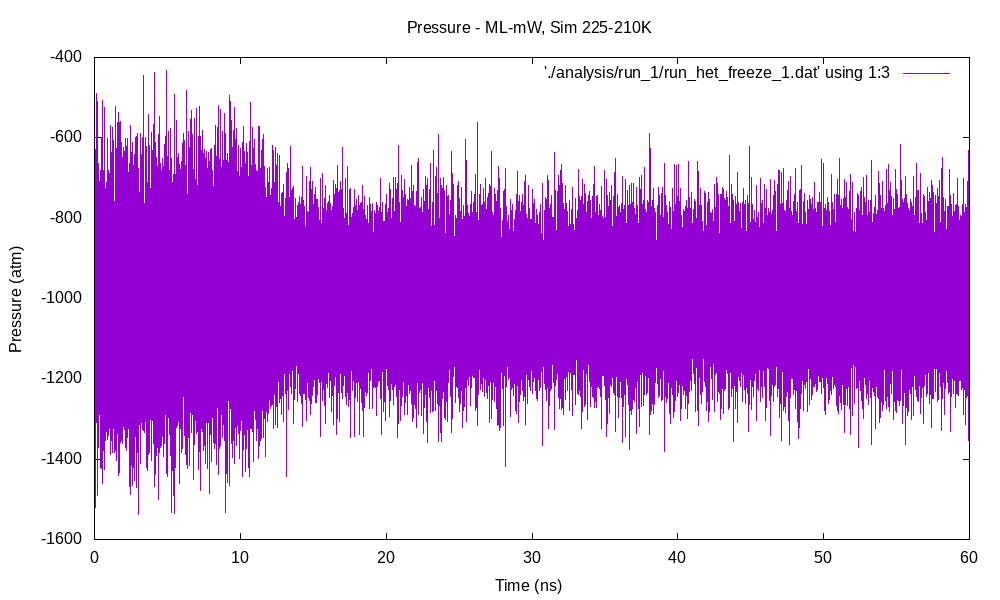 Pressure - ML-mW, Sim 225-210K
'./analysis/run_1/run_het_freeze_1.dat' using 1:3
-400
-600
-800
-1000
-1200
-1400
-1600
Pressure (atm)
0 10 20 30 40 50 60
Time (ns)